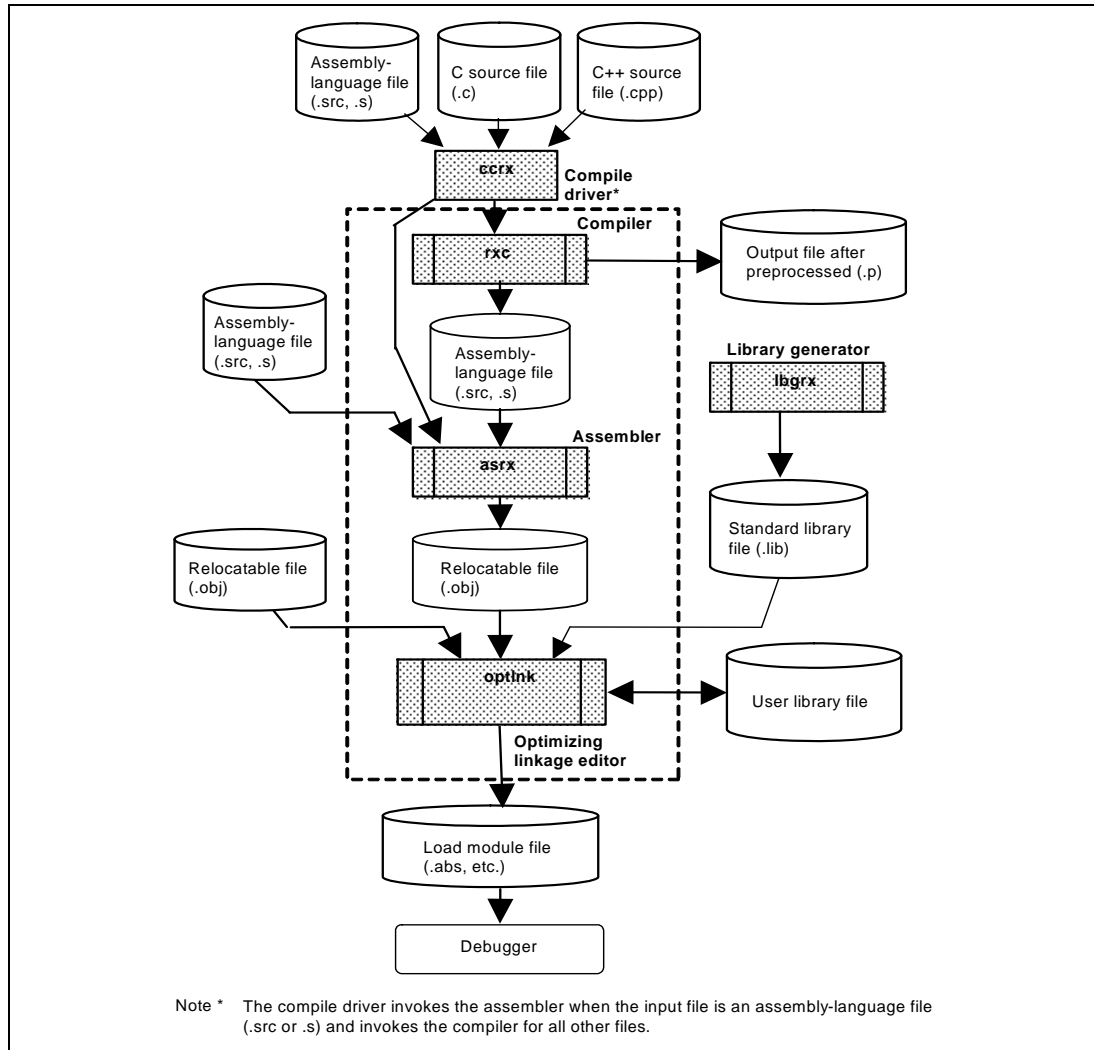 Assembly-
language file
(.src, .s)
C source file
(.c)
C++ source
file (.cpp)
ccrx
Compile
driver*
Compiler
rxc
Output file after
preprocessed (.p)
Assembly-
language file
(.src, .s)
Assembly-
language file
(.src, .s)
Library generator
lbgrx
Assembler
asrx
Standard library
file (.lib)
Relocatable file
(.obj)
Relocatable file
(.obj)
optlnk
User library file
Optimizing
linkage editor
Load module file
(.abs, etc.)
Debugger
Note * The compile driver invokes the assembler when the input file is an assembly-language file
(.src or .s) and invokes the compiler for all other files.